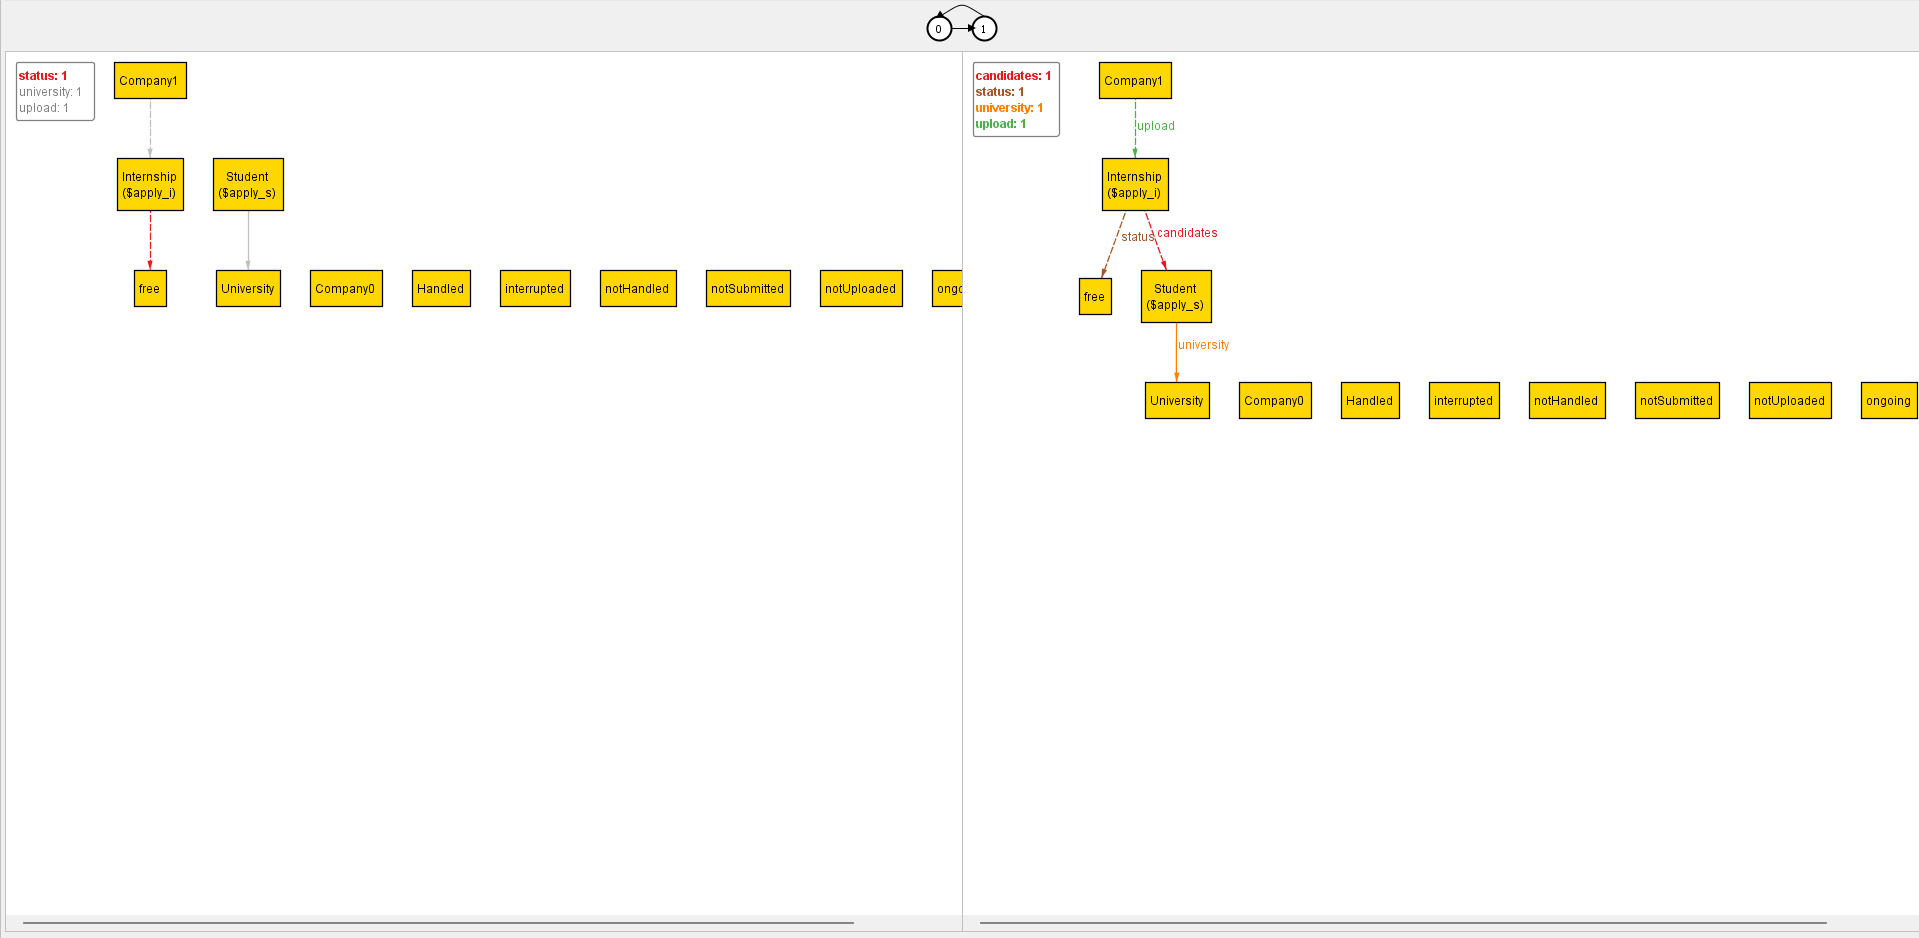 0 1
status: 1
university: 1
upload: 1
Company1
Internship
($apply_i)
Student
($apply_s)
free
University
Company0
Handled
interrupted
notHandled
notSubmitted
notUploaded
ongo
candidates: 1
status: 1
university: 1
upload: 1
Company1
upload
Internship
($apply_i)
status
candidates
free
Student
($apply_s)
university
University
Company0
Handled
interrupted
notHandled
notSubmitted
notUploaded
ongoing